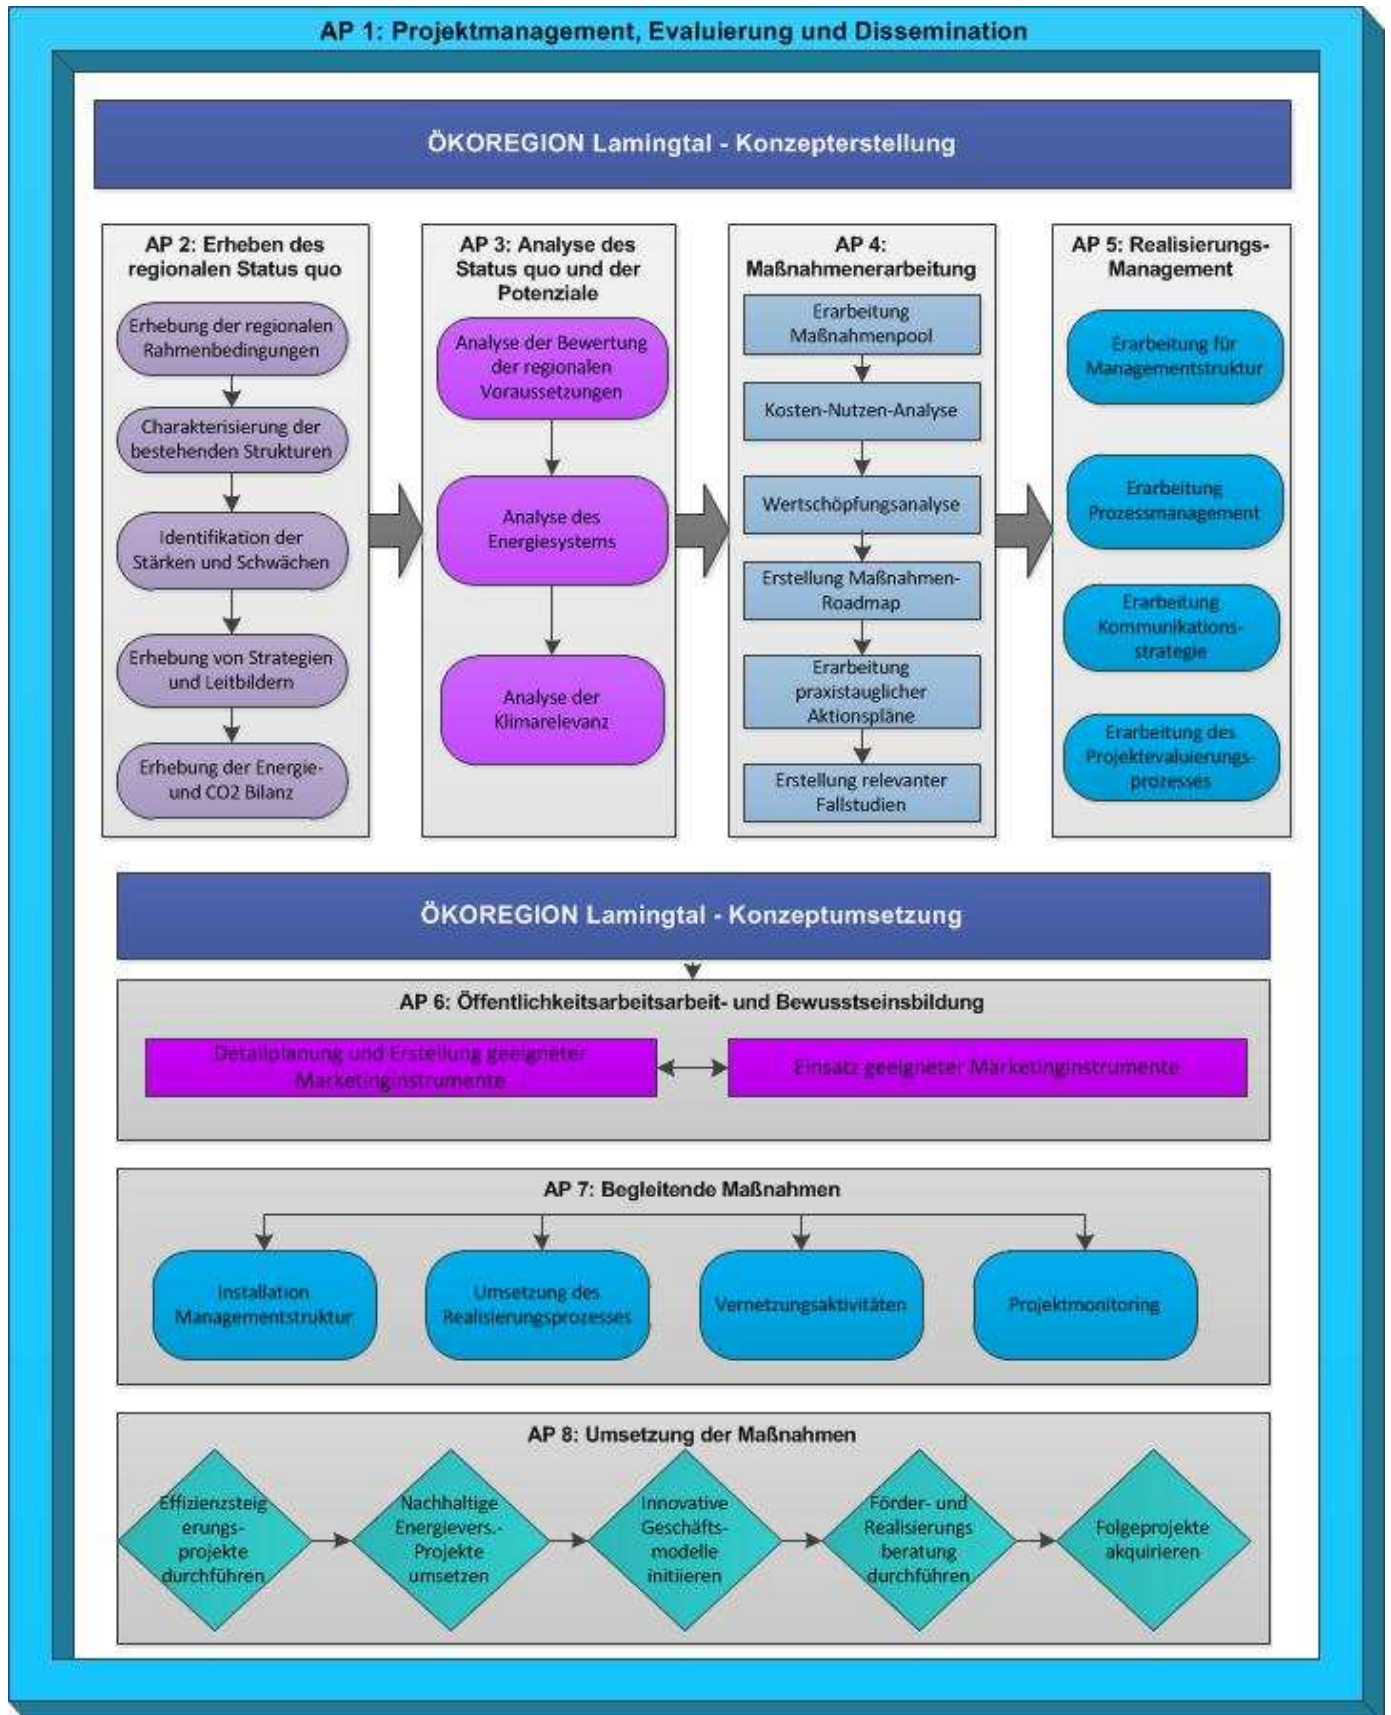 AP 1: Projektmanagement, Evaluierung und Dissemination
ÖKOREGION Lamingtal - Konzepterstellung
AP 2: Erheben des
regionalen Status quo
Erhebung der regionalen
Rahmenbedingungen
Charakterisierung der
bestehenden Strukturen
Identifikation der
Stärken und Schwächen
Erhebung von Strategien
und Leitbildern
Erhebung der Energie-
und CO2 Bilanz
AP 3: Analyse des
Status quo und der
Potenziale
Analyse der Bewertung
der regionalen
Voraussetzungen
Analyse des
Energiesystems
Analyse der
Klimarelevanz
AP 4:
Maßnahmenerarbeitung
Erarbeitung
Maßnahmenpool
Kosten-Nutzen-Analyse
Wertschöpfungsanalyse
Erstellung Maßnahmen-
Roadmap
Erarbeitung
praxistauglicher
Aktionspläne
Erstellung relevanter
Fallstudien
AP 5: Realisierungs-
Management
Erarbeitung für
Managementstruktur
Erarbeitung
Prozessmanagement
Erarbeitung
Kommunikations-
strategie
Erarbeitung des
Projektevaluierungs-
prozesses
ÖKOREGION Lamingtal - Konzeptumsetzung
AP 6: Öffentlichkeitsarbeitsarbeit- und Bewusstseinsbildung
Detailplanung und Erstellung geeigneter
Marketinginstrumente
Einsatz geeigneter Marketinginstrumente
AP 7: Begleitende Maßnahmen
Installation
Managementstruktur
Umsetzung des
Realisierungsprozesses
Vernetzungsaktivitäten
Projektmonitoring
AP 8: Umsetzung der Maßnahmen
Effizienzsteig
erungs-
projekte
durchführen
Nachhaltige
Energievers.-
Projekte
umsetzen
Innovative
Geschäfts-
modelle
initiieren
Förder- und
Realisierungs
beratung
durchführen
Folgeprojekte
akquirieren